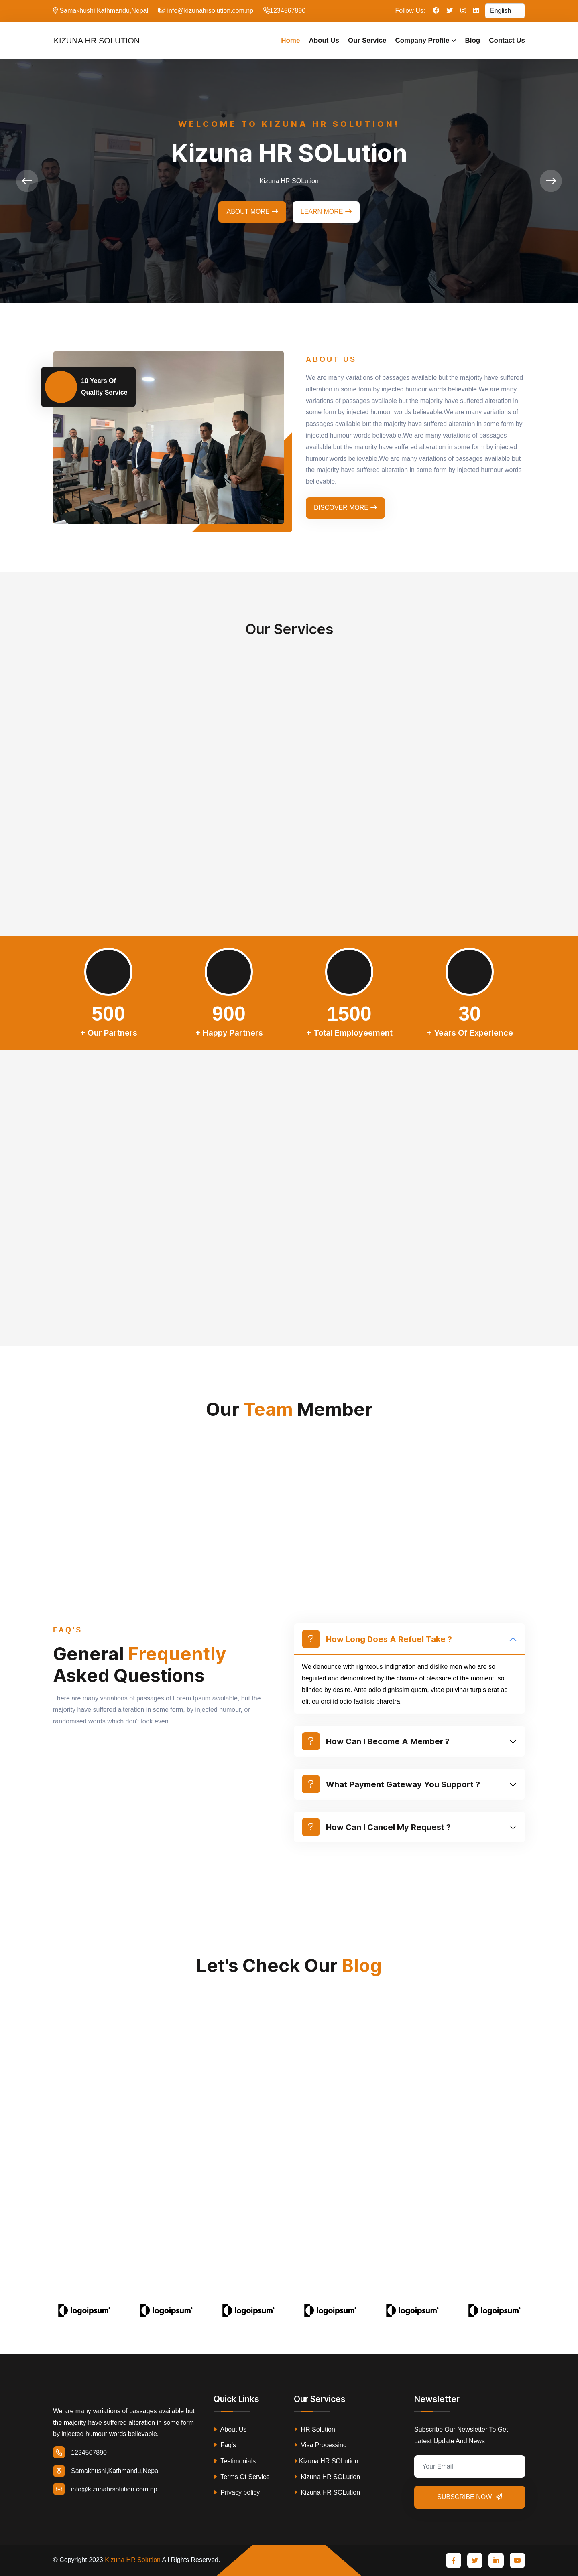 Samakhushi,Kathmandu,Nepal info@kizunahrsolution.com.np 1234567890 Follow Us: English
KIZUNA HR SOLUTION Home About Us Our Service Company Profile Blog Contact Us
WELCOME TO KIZUNA HR SOLUTION!
Kizuna HR SOLution
Kizuna HR SOLution
ABOUT MORE LEARN MORE
10 Years Of
Quality Service
ABOUT US
We are many variations of passages available but the majority have suffered
alteration in some form by injected humour words believable.We are many
variations of passages available but the majority have suffered alteration in
some form by injected humour words believable.We are many variations of
passages available but the majority have suffered alteration in some form by
injected humour words believable.We are many variations of passages
available but the majority have suffered alteration in some form by injected
humour words believable.We are many variations of passages available but
the majority have suffered alteration in some form by injected humour words
believable.
DISCOVER MORE
Our Services
500 900 1500 30
+ Our Partners + Happy Partners + Total Employeement + Years Of Experience
Our Team Member
FAQ'S
General Frequently
Asked Questions
There are many variations of passages of Lorem Ipsum available, but the
majority have suffered alteration in some form, by injected humour, or
randomised words which don't look even.
How Long Does A Refuel Take ?
We denounce with righteous indignation and dislike men who are so
beguiled and demoralized by the charms of pleasure of the moment, so
blinded by desire. Ante odio dignissim quam, vitae pulvinar turpis erat ac
elit eu orci id odio facilisis pharetra.
How Can I Become A Member ?
What Payment Gateway You Support ?
How Can I Cancel My Request ?
Let's Check Our Blog
logoipsum logoipsum logoipsum logoipsum logoipsum logoipsum
We are many variations of passages available but
the majority have suffered alteration in some form
by injected humour words believable.
1234567890
Samakhushi,Kathmandu,Nepal
info@kizunahrsolution.com.np
Quick Links
About Us
Faq's
Testimonials
Terms Of Service
Privacy policy
Our Services
HR Solution
Visa Processing
Kizuna HR SOLution
Kizuna HR SOLution
Kizuna HR SOLution
Newsletter
Subscribe Our Newsletter To Get
Latest Update And News
Your Email
SUBSCRIBE NOW
© Copyright 2023 Kizuna HR Solution All Rights Reserved.